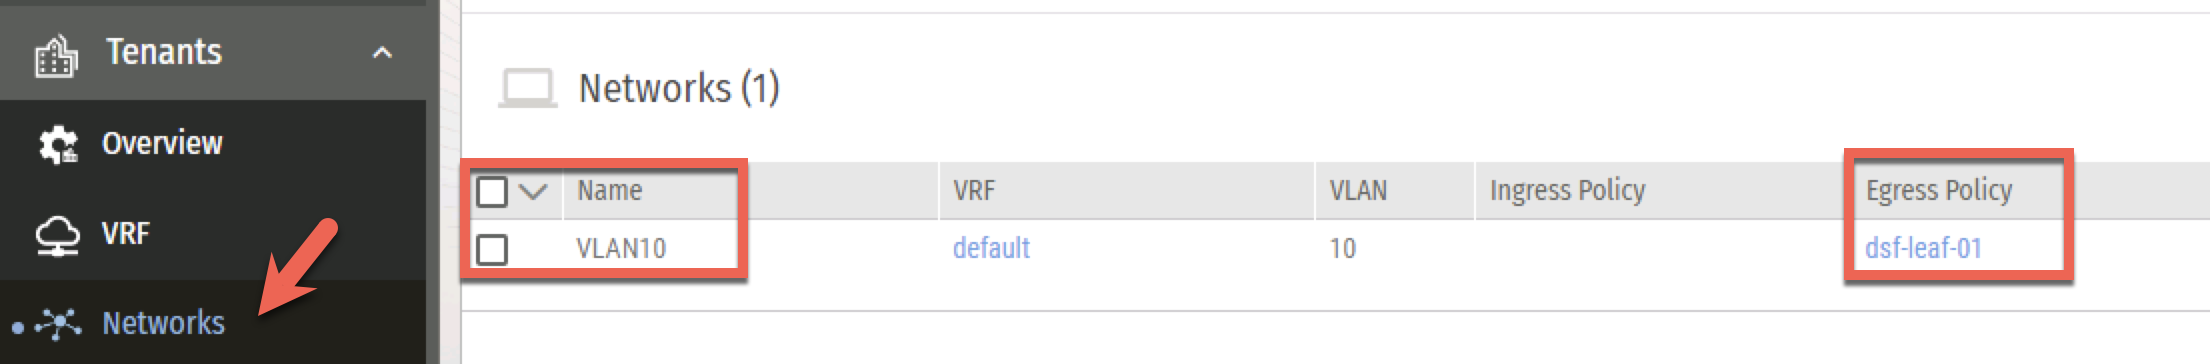 Tenants
Overview
VRF
Networks
Networks (1)
Name VRF VLAN Ingress Policy Egress Policy
VLAN10 default 10 dsf-leaf-01